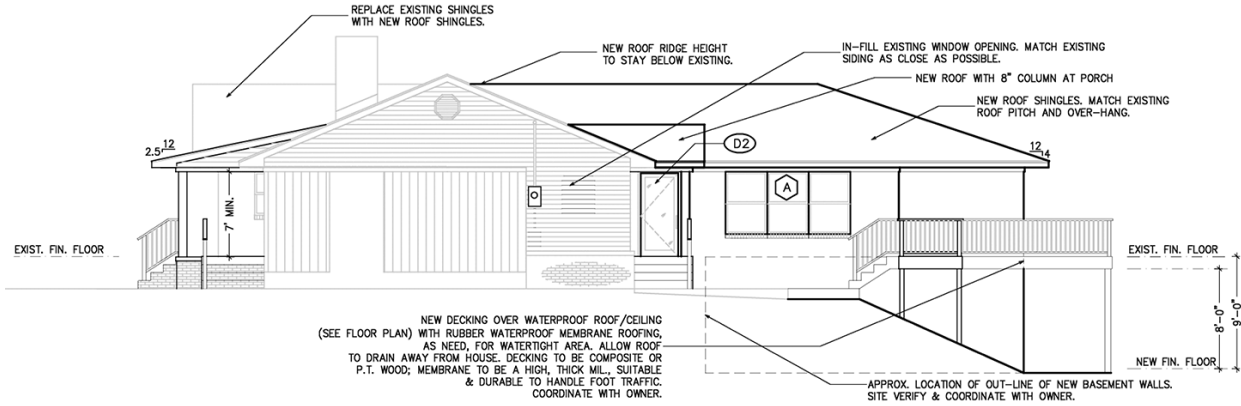 REPLACE EXISTING SHINGLES
WITH NEW ROOF SHINGLES.
NEW ROOF RIDGE HEIGHT
TO STAY BELOW EXISTING.
IN-FILL EXISTING WINDOW OPENING. MATCH EXISTING
SIDING AS CLOSE AS POSSIBLE.
NEW ROOF WITH 8" COLUMN AT PORCH
NEW ROOF SHINGLES. MATCH EXISTING
ROOF PITCH AND OVER-HANG.
12
2.5
D2
12
4
A
7' MIN.
EXIST. FIN. FLOOR
EXIST. FIN. FLOOR
8'-0"
9'-0"
NEW FIN. FLOOR
NEW DECKING OVER WATERPROOF ROOF/CEILING
(SEE FLOOR PLAN) WITH RUBBER WATERPROOF MEMBRANE ROOFING,
AS NEED, FOR WATERTIGHT AREA. ALLOW ROOF
TO DRAIN AWAY FROM HOUSE. DECKING TO BE COMPOSITE OR
P.T. WOOD; MEMBRANE TO BE A HIGH, THICK MIL., SUITABLE
& DURABLE TO HANDLE FOOT TRAFFIC.
COORDINATE WITH OWNER.
APPROX. LOCATION OF OUT-LINE OF NEW BASEMENT WALLS.
SITE VERIFY & COORDINATE WITH OWNER.